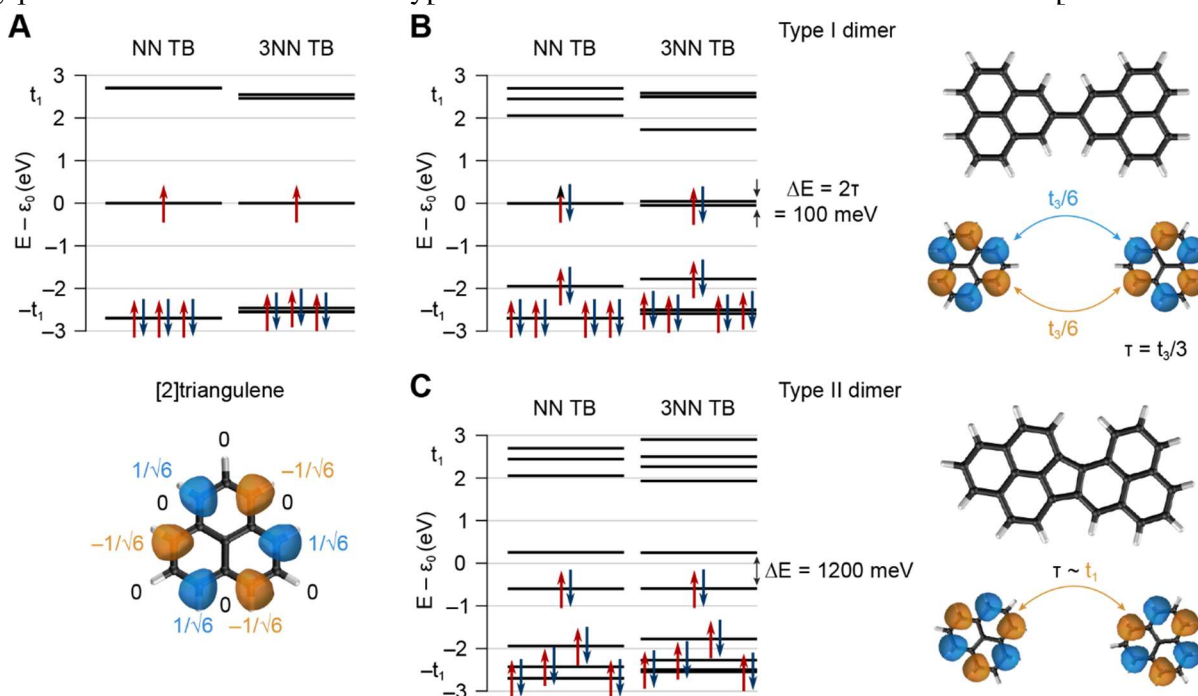 A
NN TB
3NN TB
3
t₁
2
1
0
−1
−2
−t₁
−3
E − ε₀ (eV)
[2]triangulene
0
1/√6
−1/√6
0
0
−1/√6
1/√6
0
0
0
1/√6
−1/√6
B
Type I dimer
NN TB
3NN TB
3
t₁
2
1
0
−1
−2
−t₁
−3
E − ε₀ (eV)
ΔE = 2τ
= 100 meV
t₃/6
t₃/6
τ = t₃/3
C
Type II dimer
NN TB
3NN TB
3
t₁
2
1
0
−1
−2
−t₁
−3
E − ε₀ (eV)
ΔE = 1200 meV
τ ~ t₁